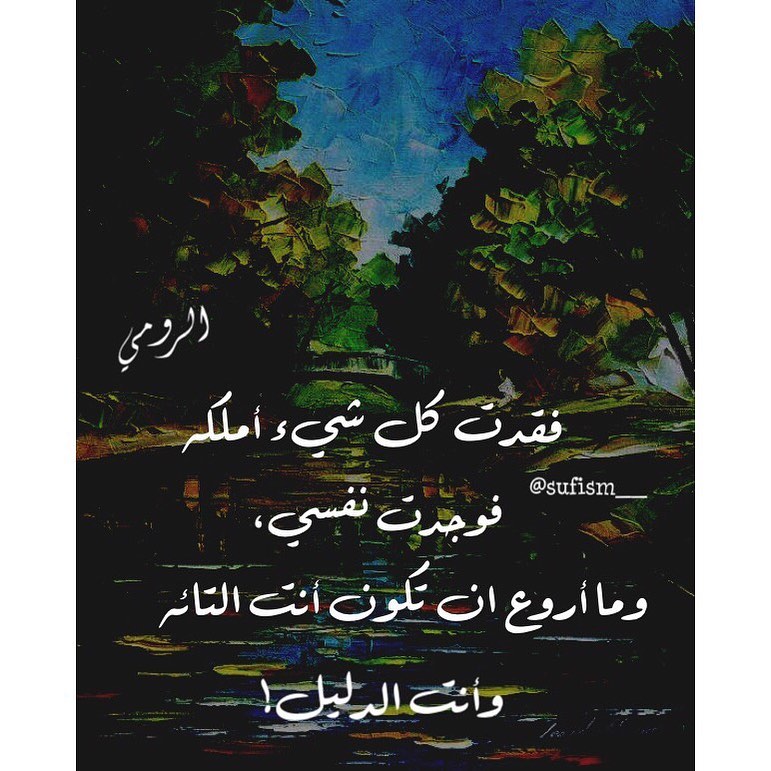 الرومي
فقدت كل شيء أملكه
@sufism__
فوجدت نفسي،
وما أروع ان تكون أنت التائه
وأنت الدليل!